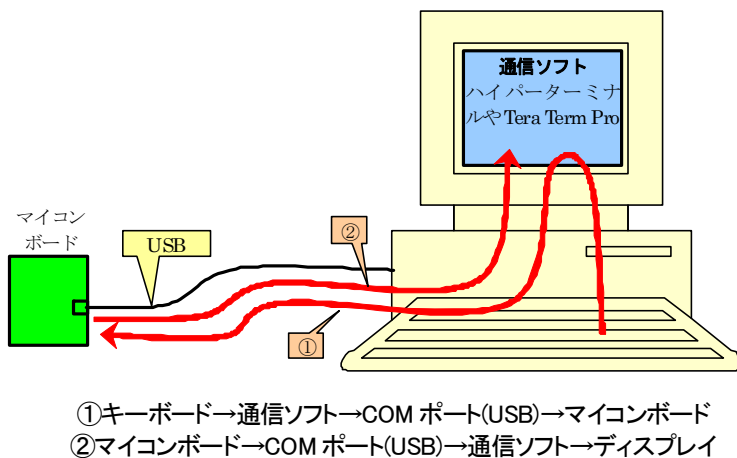 通信ソフト
ハイパーターミナ
ルやTera Term Pro
マイコン
ボード
USB
②
①
①キーボード→通信ソフト→COM ポート(USB)→マイコンボード
②マイコンボード→COM ポート(USB)→通信ソフト→ディスプレイ